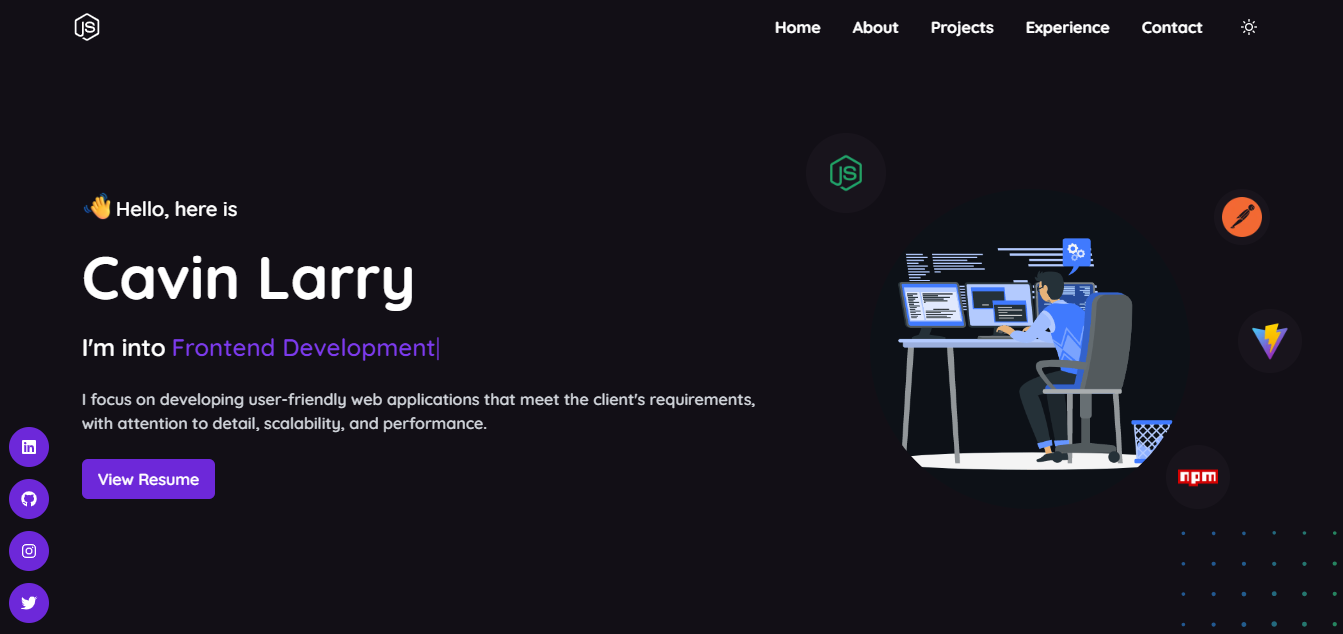 JS
Home About Projects Experience Contact
JS
Hello, here is
Cavin Larry
I'm into Frontend Development|
I focus on developing user-friendly web applications that meet the client's requirements,
with attention to detail, scalability, and performance.
in
View Resume
npm